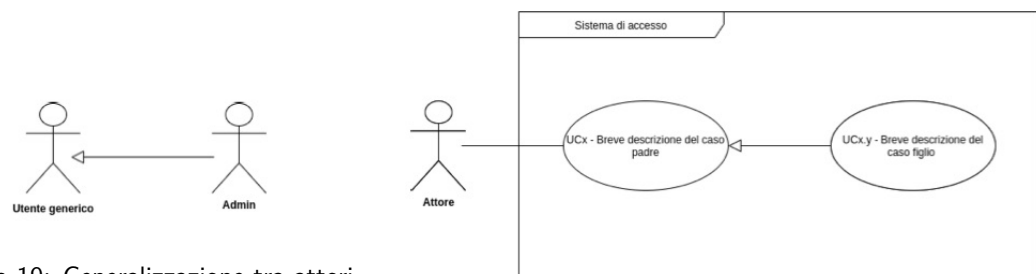 Sistema di accesso
UCx - Breve descrizione del caso
padre
UCx.y - Breve descrizione del
caso figlio
Utente generico
Admin
Attore
10: Generalizzazione tra attori